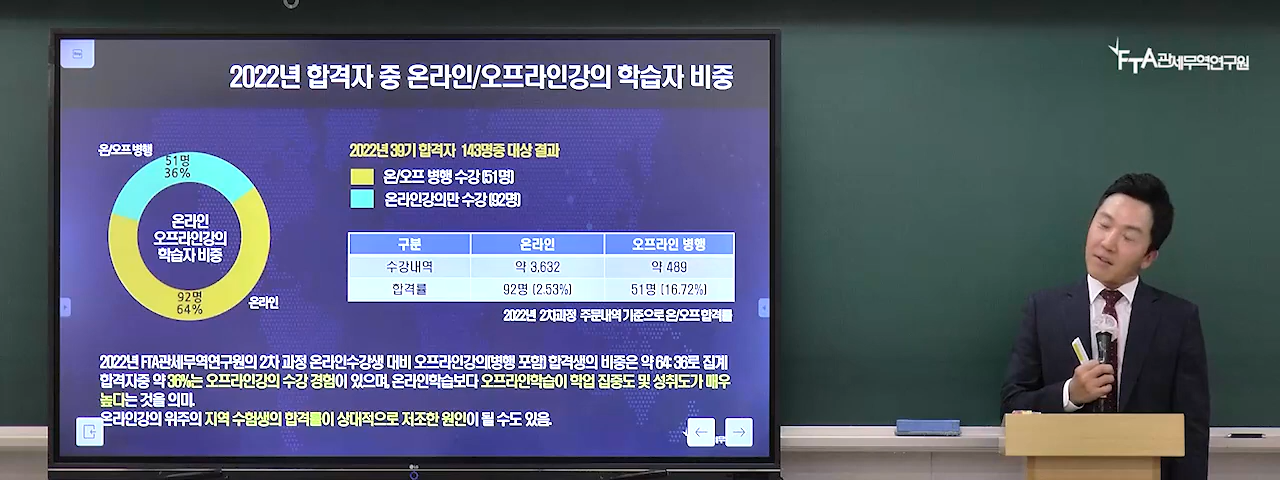 2022년 합격자 중 온라인/오프라인강의 학습자 비중
FTA관세무역연구원
온/오프 병행
51명
36%
온라인
오프라인강의
학습자 비중
92명
64%
온라인
2022년 39기 합격자 143명중 대상 결과
온/오프 병행 수강 (51명)
온라인강의만 수강 (92명)
구분 온라인 오프라인 병행
수강내역 약 3,632 약 489
합격률 92명 (2.53%) 51명 (16.72%)
2022년 2차과정 주문내역 기준으로 온/오프 합격률
2022년 FTA관세무역연구원의 2차 과정 온라인수강생 대비 오프라인강의(병행 포함) 합격생의 비중은 약 64: 36로 집계
합격자중 약 36%는 오프라인강의 수강 경험이 있으며, 온라인학습보다 오프라인학습이 학업 집중도 및 성취도가 매우
높다는 것을 의미.
온라인강의 위주의 지역 수험생의 합격률이 상대적으로 저조한 원인이 될 수도 있음.
LG